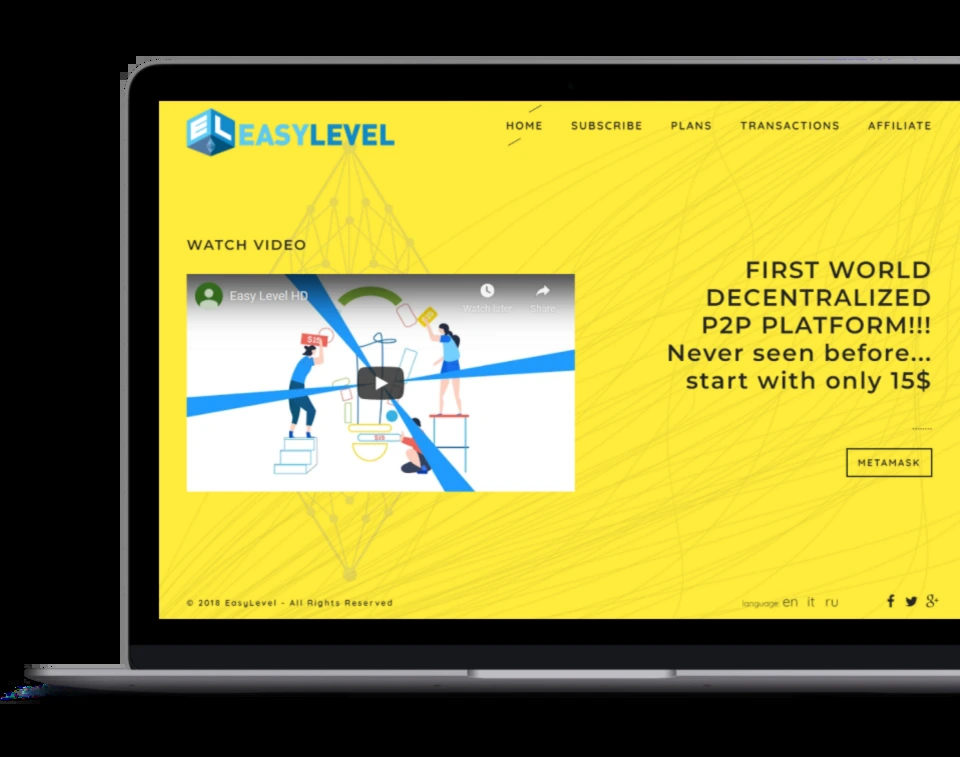 EL EASYLEVEL
HOME SUBSCRIBE PLANS TRANSACTIONS AFFILIATE
WATCH VIDEO
Easy Level HD
Watch later Share
$15
$15
FIRST WORLD
DECENTRALIZED
P2P PLATFORM!!!
Never seen before...
start with only 15$
METAMASK
© 2018 EasyLevel - All Rights Reserved
language: en it ru